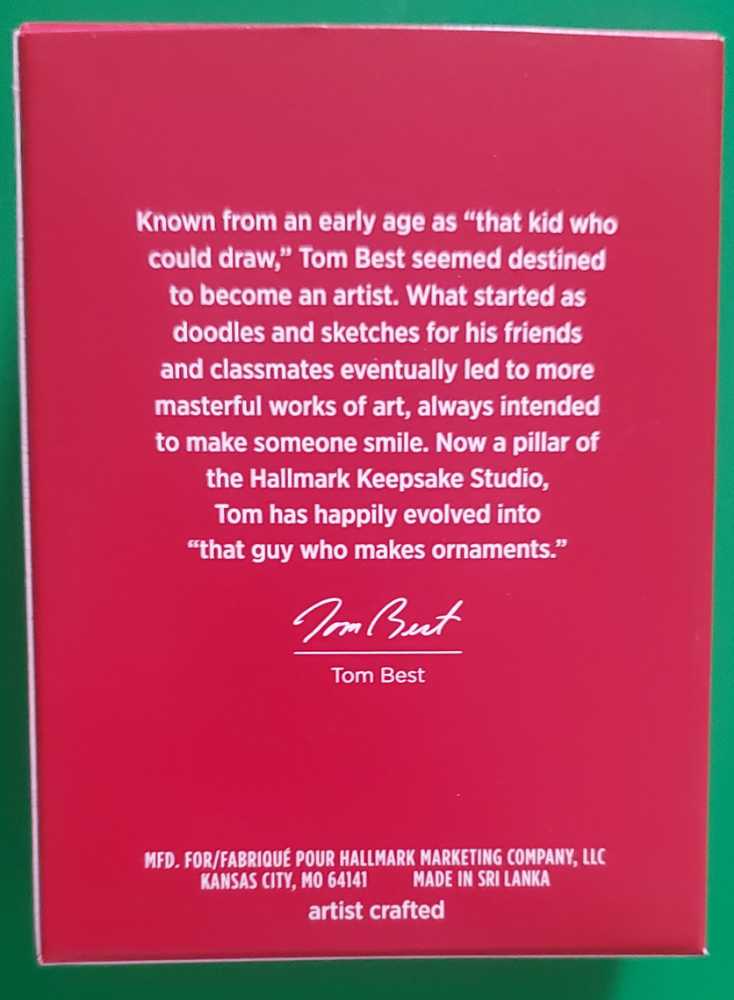 Known from an early age as “that kid who
could draw,” Tom Best seemed destined
to become an artist. What started as
doodles and sketches for his friends
and classmates eventually led to more
masterful works of art, always intended
to make someone smile. Now a pillar of
the Hallmark Keepsake Studio,
Tom has happily evolved into
“that guy who makes ornaments.”
Tom Best
Tom Best
MFD. FOR/FABRIQUÉ POUR HALLMARK MARKETING COMPANY, LLC
KANSAS CITY, MO 64141 MADE IN SRI LANKA
artist crafted